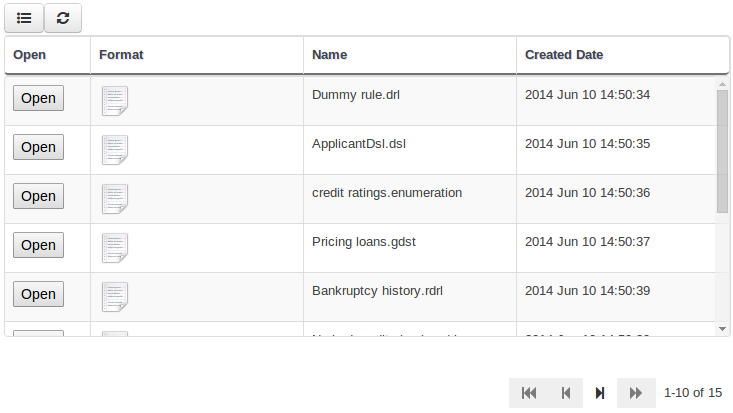 Open Format Name Created Date
Open Dummy rule.drl 2014 Jun 10 14:50:34
Open ApplicantDsl.dsl 2014 Jun 10 14:50:35
Open credit ratings.enumeration 2014 Jun 10 14:50:36
Open Pricing loans.gdst 2014 Jun 10 14:50:37
Open Bankruptcy history.rdrl 2014 Jun 10 14:50:39
1-10 of 15